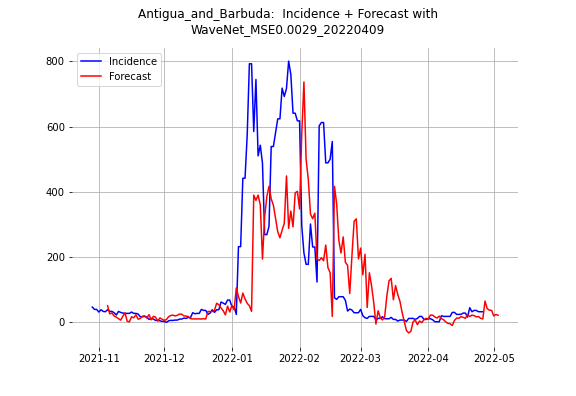 Antigua_and_Barbuda:  Incidence + Forecast with
WaveNet_MSE0.0029_20220409
Incidence
Forecast
800
600
400
200
0
2021-11 2021-12 2022-01 2022-02 2022-03 2022-04 2022-05